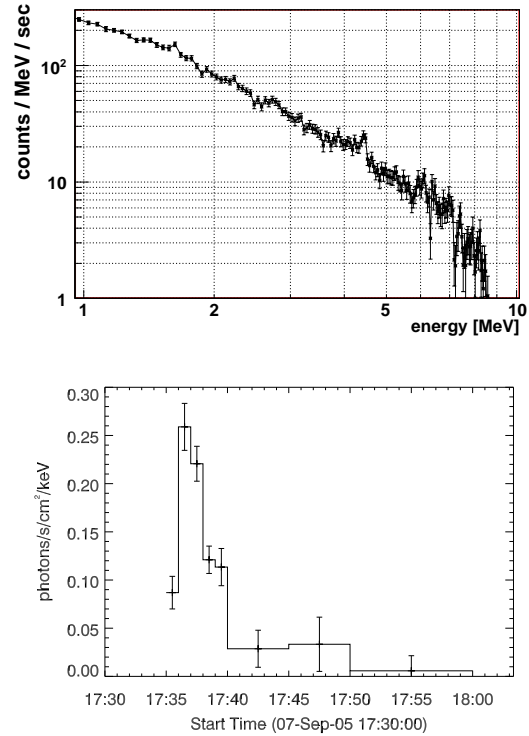 counts / MeV / sec
10²
10
1
1
2
5
10
energy [MeV]
photons/s/cm²/keV
0.30
0.25
0.20
0.15
0.10
0.05
0.00
17:30 17:35 17:40 17:45 17:50 17:55 18:00
Start Time (07-Sep-05 17:30:00)